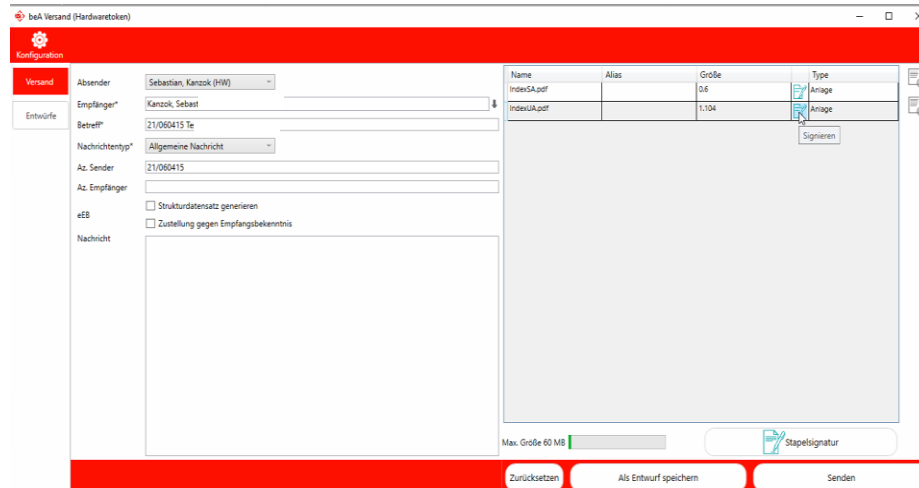 beA Versand (Hardwaretoken)
Konfiguration
Versand
Entwürfe
Absender
Sebastian, Kanzok (HW)
Empfänger*
Kanzok, Sebast
Betreff*
21/060415 Te
Nachrichtentyp*
Allgemeine Nachricht
Az. Sender
21/060415
Az. Empfänger
eEB
Strukturdatensatz generieren
Zustellung gegen Empfangsbekenntnis
Nachricht
Name Alias Größe Type
IndexSA.pdf 0.6 Anlage
IndexUA.pdf 1.104 Anlage
Signieren
Max. Größe 60 MB
Stapelsignatur
Zurücksetzen
Als Entwurf speichern
Senden